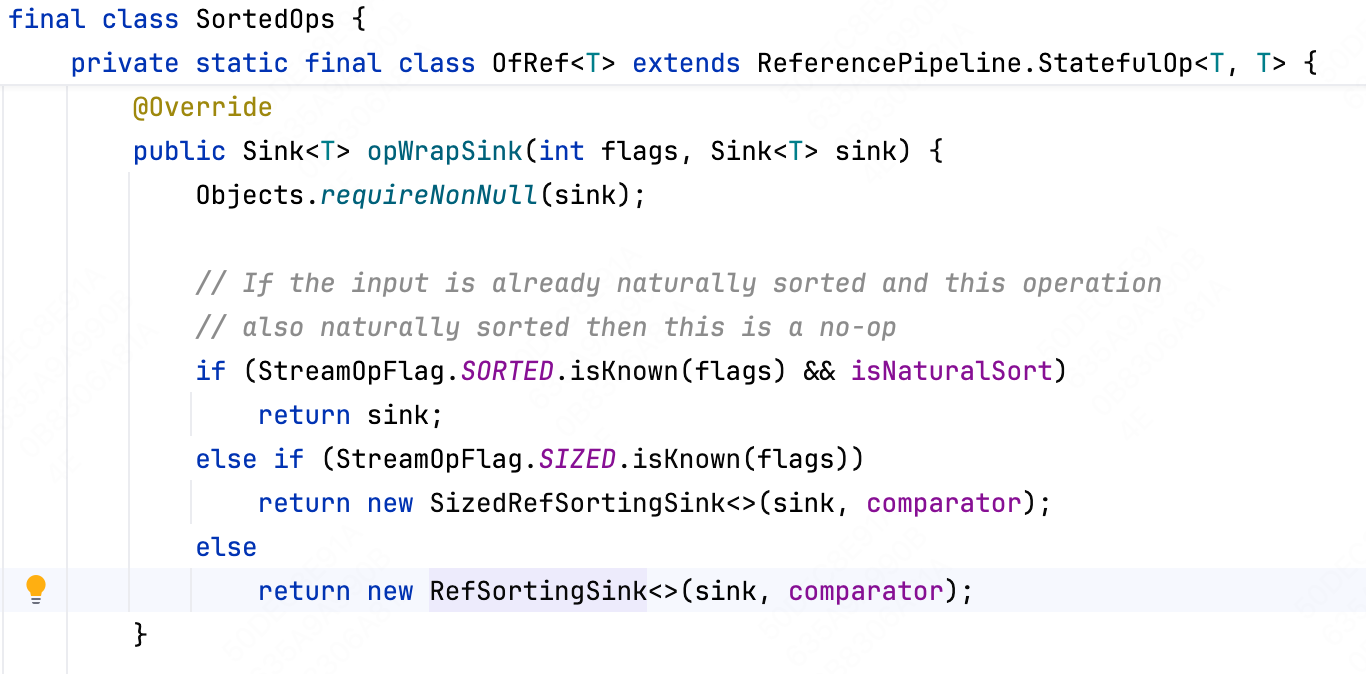 final class SortedOps {
private static final class OfRef<T> extends ReferencePipeline.StatefulOp<T, T> {
@Override
public Sink<T> opWrapSink(int flags, Sink<T> sink) {
Objects.requireNonNull(sink);
// If the input is already naturally sorted and this operation
// also naturally sorted then this is a no-op
if (StreamOpFlag.SORTED.isKnown(flags) && isNaturalSort)
return sink;
else if (StreamOpFlag.SIZED.isKnown(flags))
return new SizedRefSortingSink<>(sink, comparator);
else
return new RefSortingSink<>(sink, comparator);
}